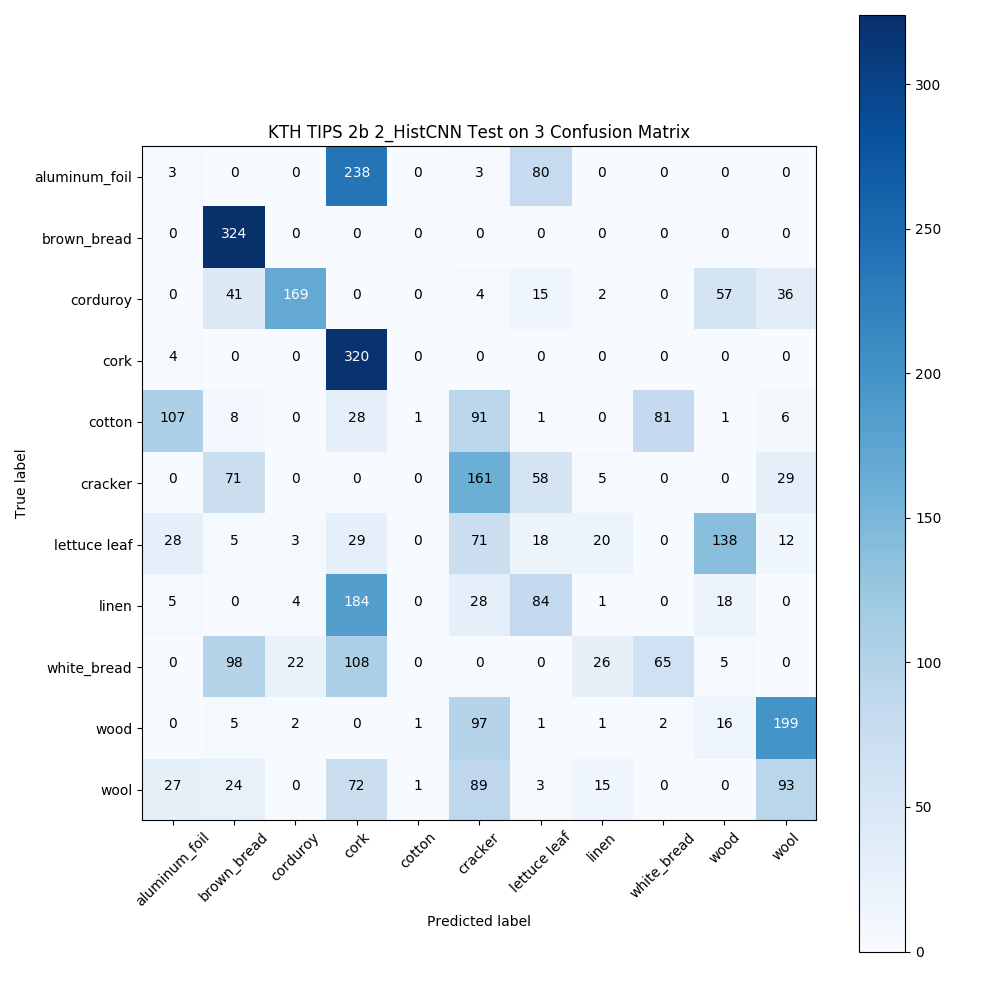 KTH TIPS 2b 2_HistCNN Test on 3 Confusion Matrix
True label
aluminum_foil 3 0 0 238 0 3 80 0 0 0 0
brown_bread 0 324 0 0 0 0 0 0 0 0 0
corduroy 0 41 169 0 0 4 15 2 0 57 36
cork 4 0 0 320 0 0 0 0 0 0 0
cotton 107 8 0 28 1 91 1 0 81 1 6
cracker 0 71 0 0 0 161 58 5 0 0 29
lettuce leaf 28 5 3 29 0 71 18 20 0 138 12
linen 5 0 4 184 0 28 84 1 0 18 0
white_bread 0 98 22 108 0 0 0 26 65 5 0
wood 0 5 2 0 1 97 1 1 2 16 199
wool 27 24 0 72 1 89 3 15 0 0 93
aluminum_foil brown_bread corduroy cork cotton cracker lettuce leaf linen white_bread wood wool
Predicted label
300
250
200
150
100
50
0